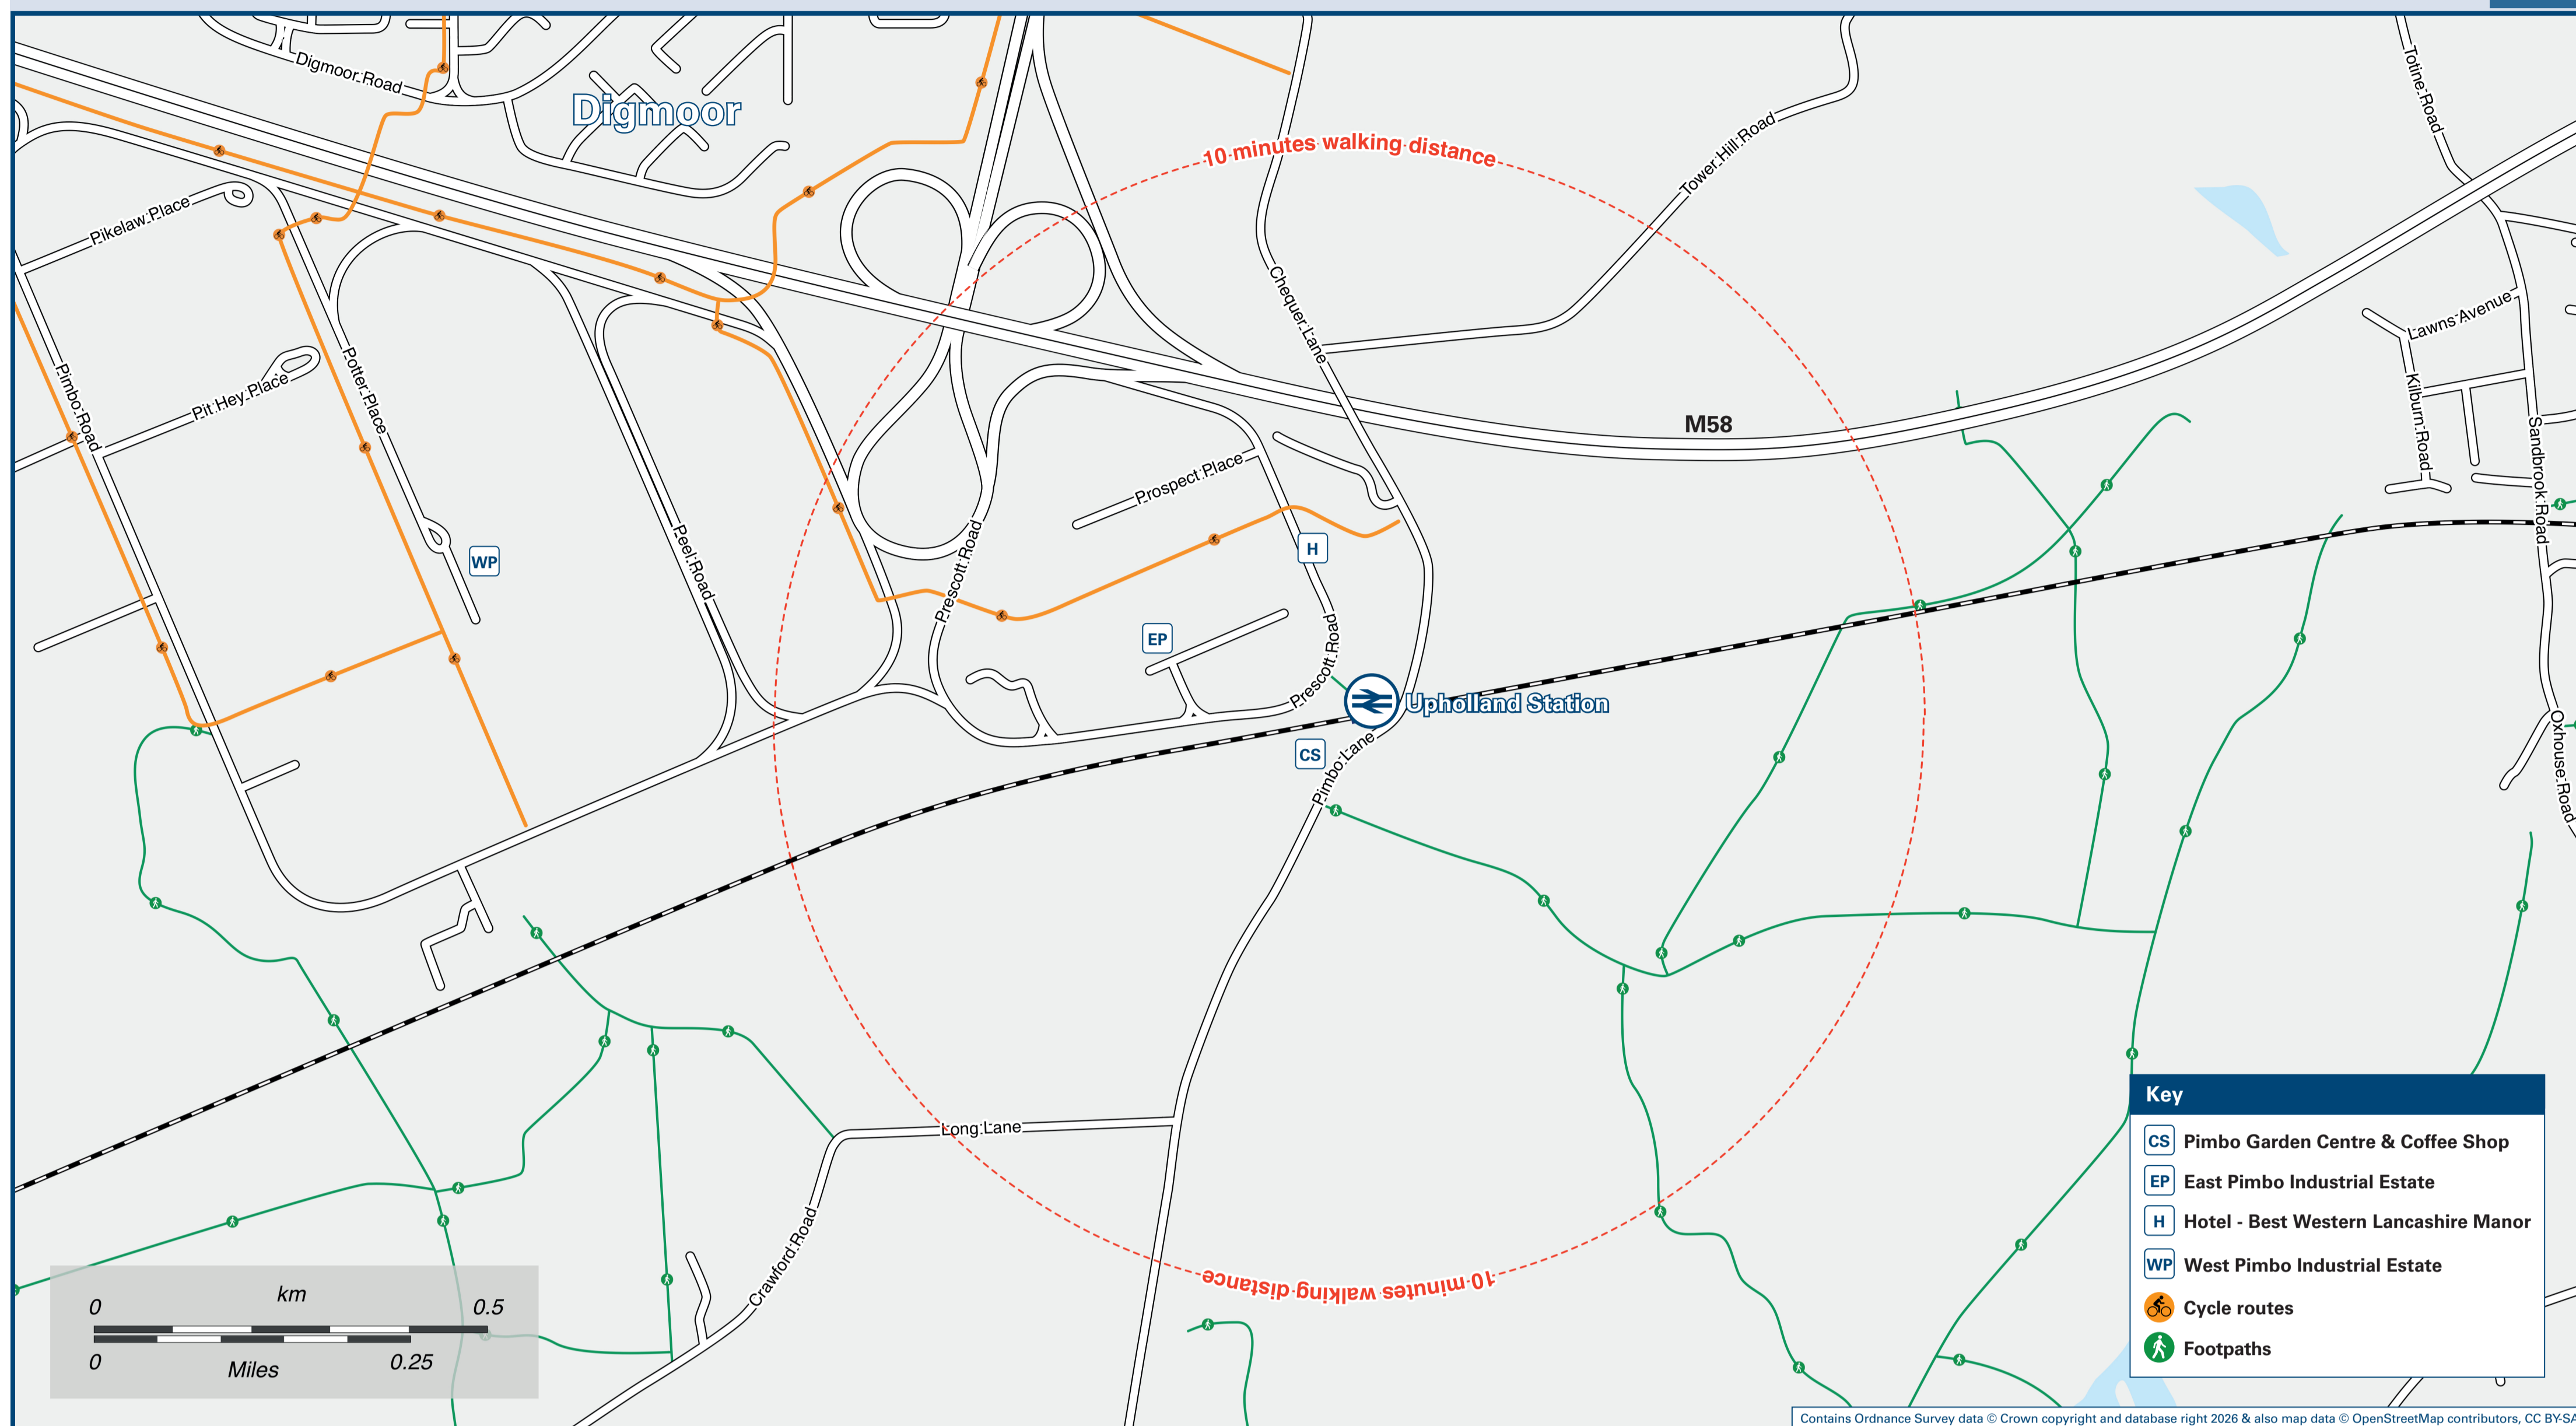 Digmoor Road
Digmoor
Totine Road
10 minutes walking distance
Tower Hill Road
Pikelaw Place
Chequer Lane
Lawns Avenue
Potter Place
Pimbo Road
Pit Hey Place
Kilburn Road
M58
Sandbrook Road
Prospect Place
Peel Road
Prescott Road
H
WP
EP
Prescott Road
Upholland Station
CS
Pimbo Lane
Oxhouse Road
Long Lane
Crawford Road
10 minutes walking distance
km
0 0.5
0 0.25
Miles
Key
CS Pimbo Garden Centre & Coffee Shop
EP East Pimbo Industrial Estate
H Hotel - Best Western Lancashire Manor
WP West Pimbo Industrial Estate
Cycle routes
Footpaths
Contains Ordnance Survey data © Crown copyright and database right 2026 & also map data © OpenStreetMap contributors, CC BY-SA